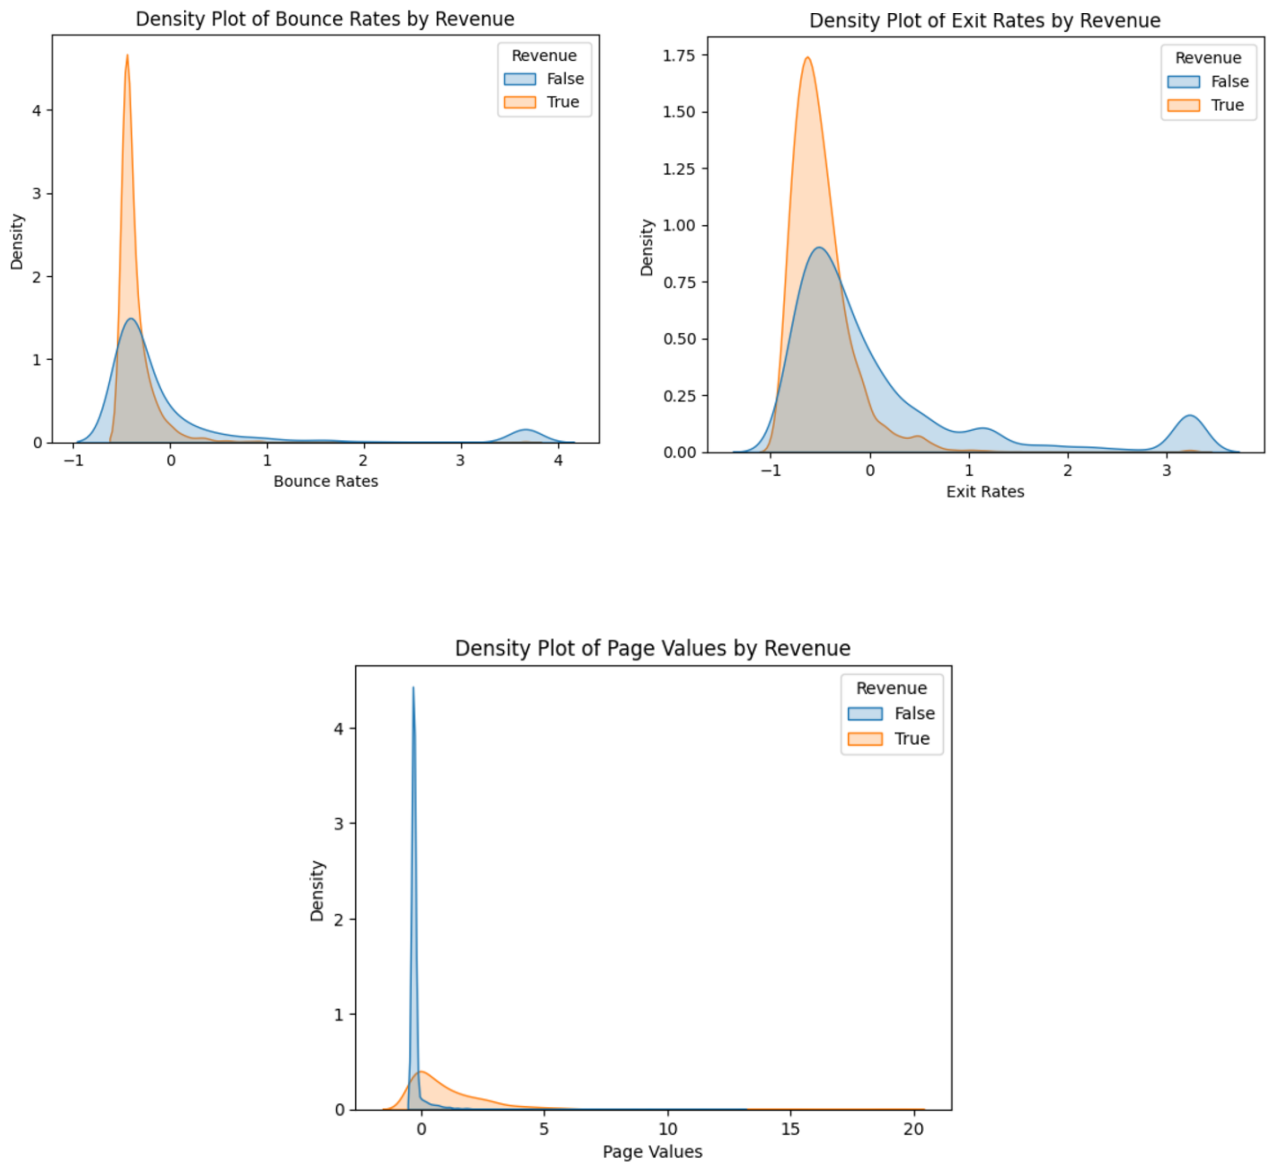 Density Plot of Bounce Rates by Revenue
Revenue
False
True
4
3
2
1
0
Density
−1 0 1 2 3 4
Bounce Rates
Density Plot of Exit Rates by Revenue
Revenue
False
True
1.75
1.50
1.25
1.00
0.75
0.50
0.25
0.00
Density
−1 0 1 2 3
Exit Rates
Density Plot of Page Values by Revenue
Revenue
False
True
4
3
2
1
0
Density
0 5 10 15 20
Page Values